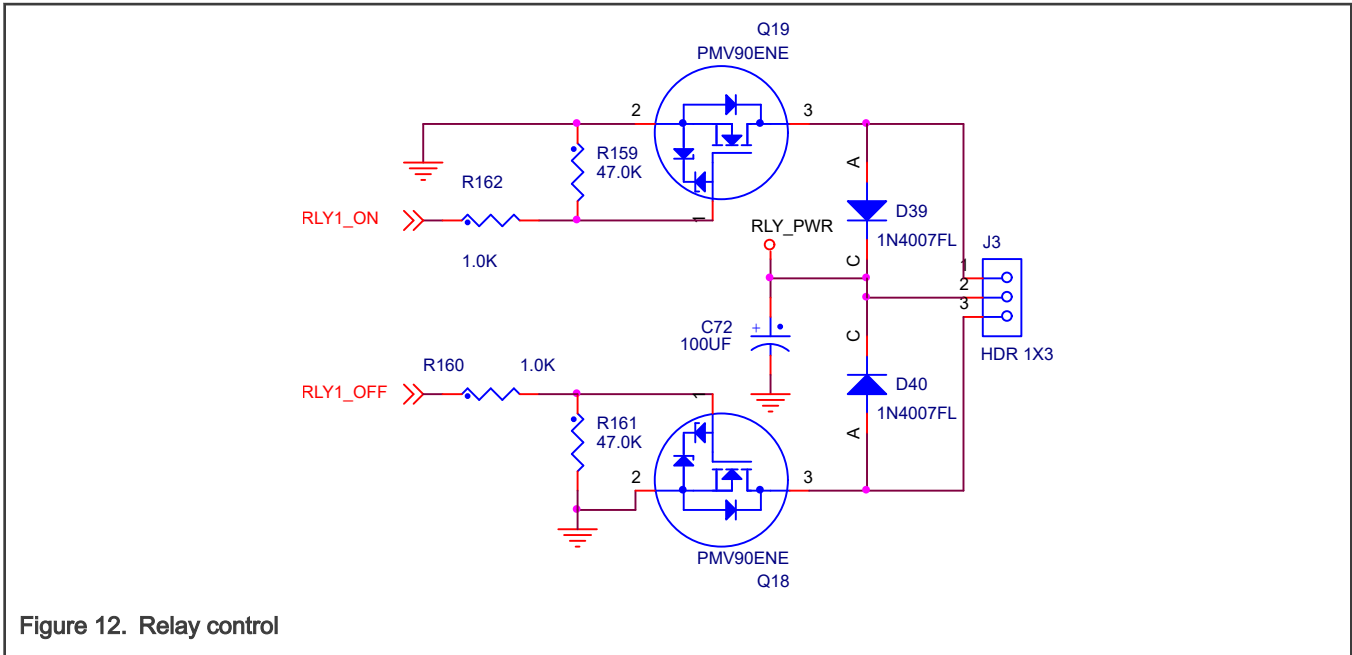 Q19
PMV90ENE
2
3
R159
47.0K
A
R162
RLY1_ON
1
D39
RLY_PWR
1N4007FL
J3
1.0K
C
1
2
3
C72
100UF
+
C
HDR 1X3
R160
1.0K
D40
RLY1_OFF
1
1N4007FL
R161
47.0K
A
2
3
PMV90ENE
Q18
Figure 12. Relay control